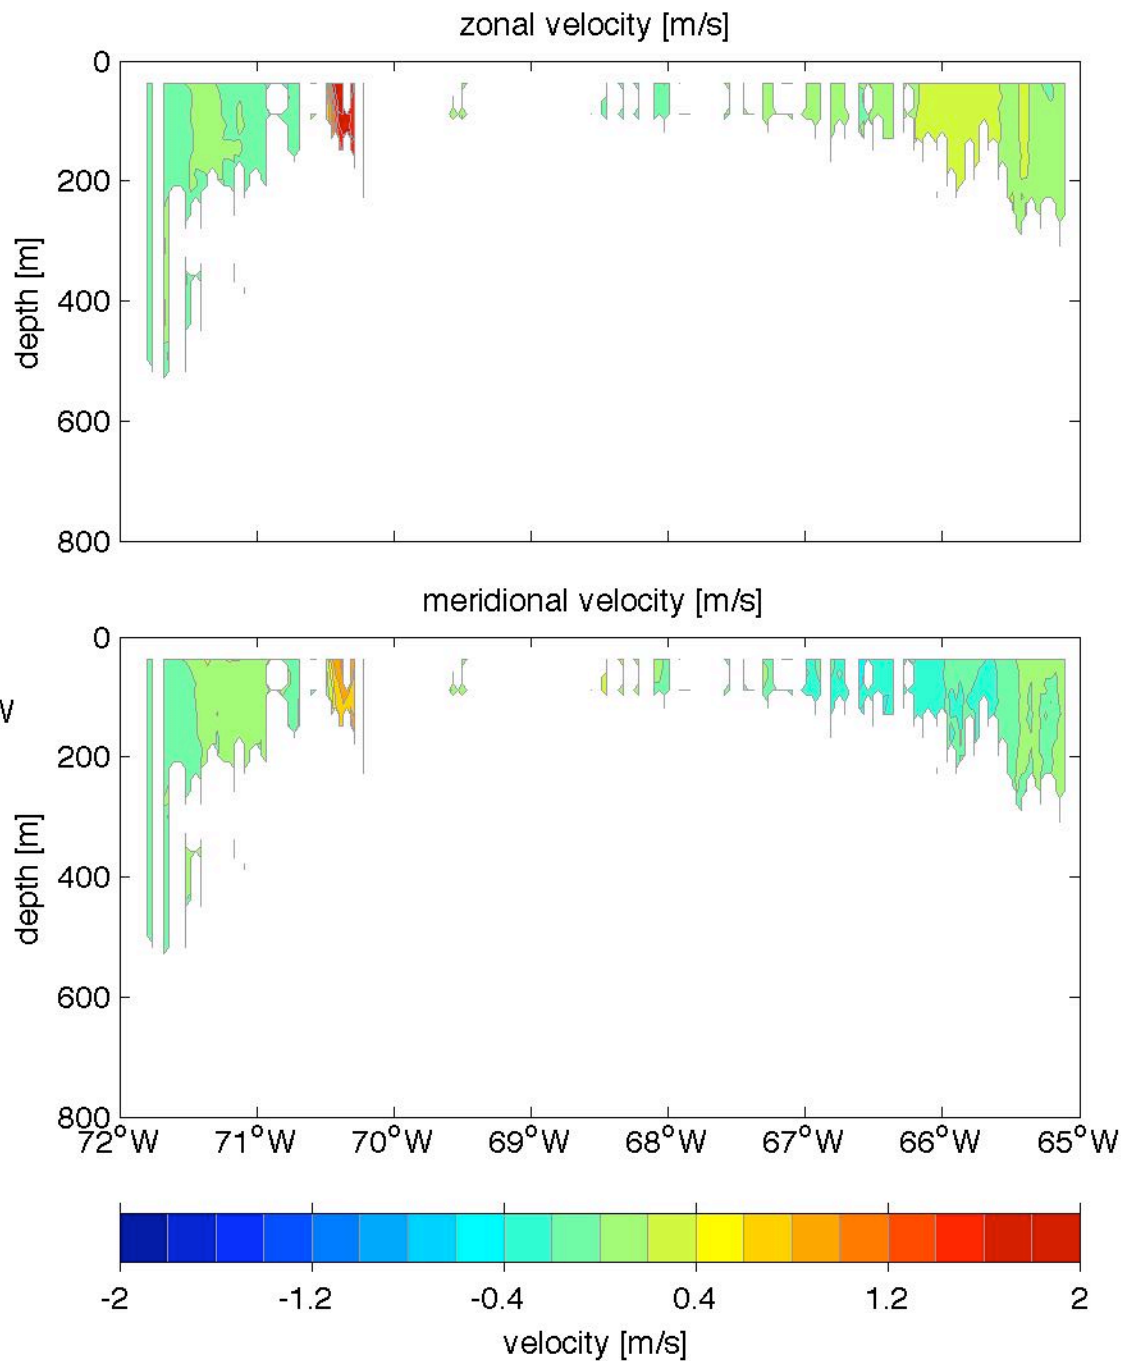 zonal velocity [m/s]
0
200
400
600
800
depth [m]
meridional velocity [m/s]
0
200
400
600
800
depth [m]
W
72°W 71°W 70°W 69°W 68°W 67°W 66°W 65°W
-2 -1.2 -0.4 0.4 1.2 2
velocity [m/s]